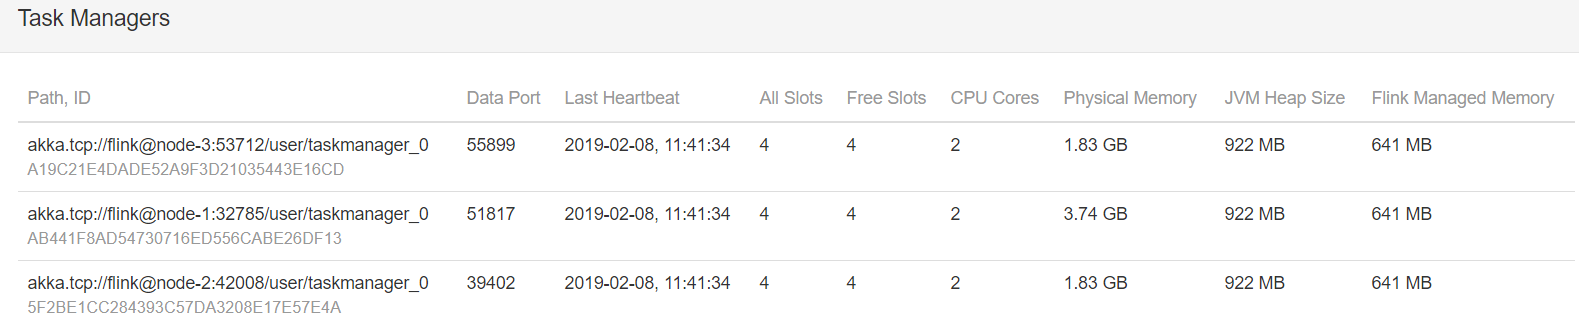 Task Managers
Path, ID Data Port Last Heartbeat All Slots Free Slots CPU Cores Physical Memory JVM Heap Size Flink Managed Memory
akka.tcp://flink@node-3:53712/user/taskmanager_0 55899 2019-02-08, 11:41:34 4 4 2 1.83 GB 922 MB 641 MB
A19C21E4DADE52A9F3D21035443E16CD
akka.tcp://flink@node-1:32785/user/taskmanager_0 51817 2019-02-08, 11:41:34 4 4 2 3.74 GB 922 MB 641 MB
AB441F8AD54730716ED556CABE26DF13
akka.tcp://flink@node-2:42008/user/taskmanager_0 39402 2019-02-08, 11:41:34 4 4 2 1.83 GB 922 MB 641 MB
5F2BE1CC284393C57DA3208E17E57E4A